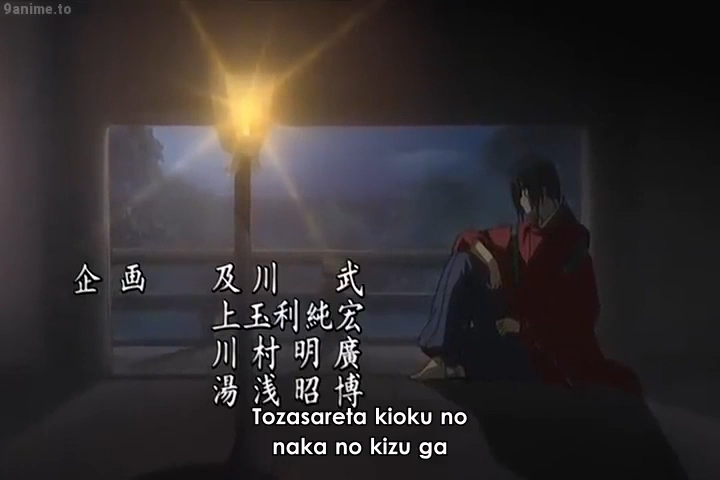 9anime.to
企画 及川 武
上玉利純宏
川村明廣
湯浅昭博
Tozasareta kioku no
naka no kizu ga